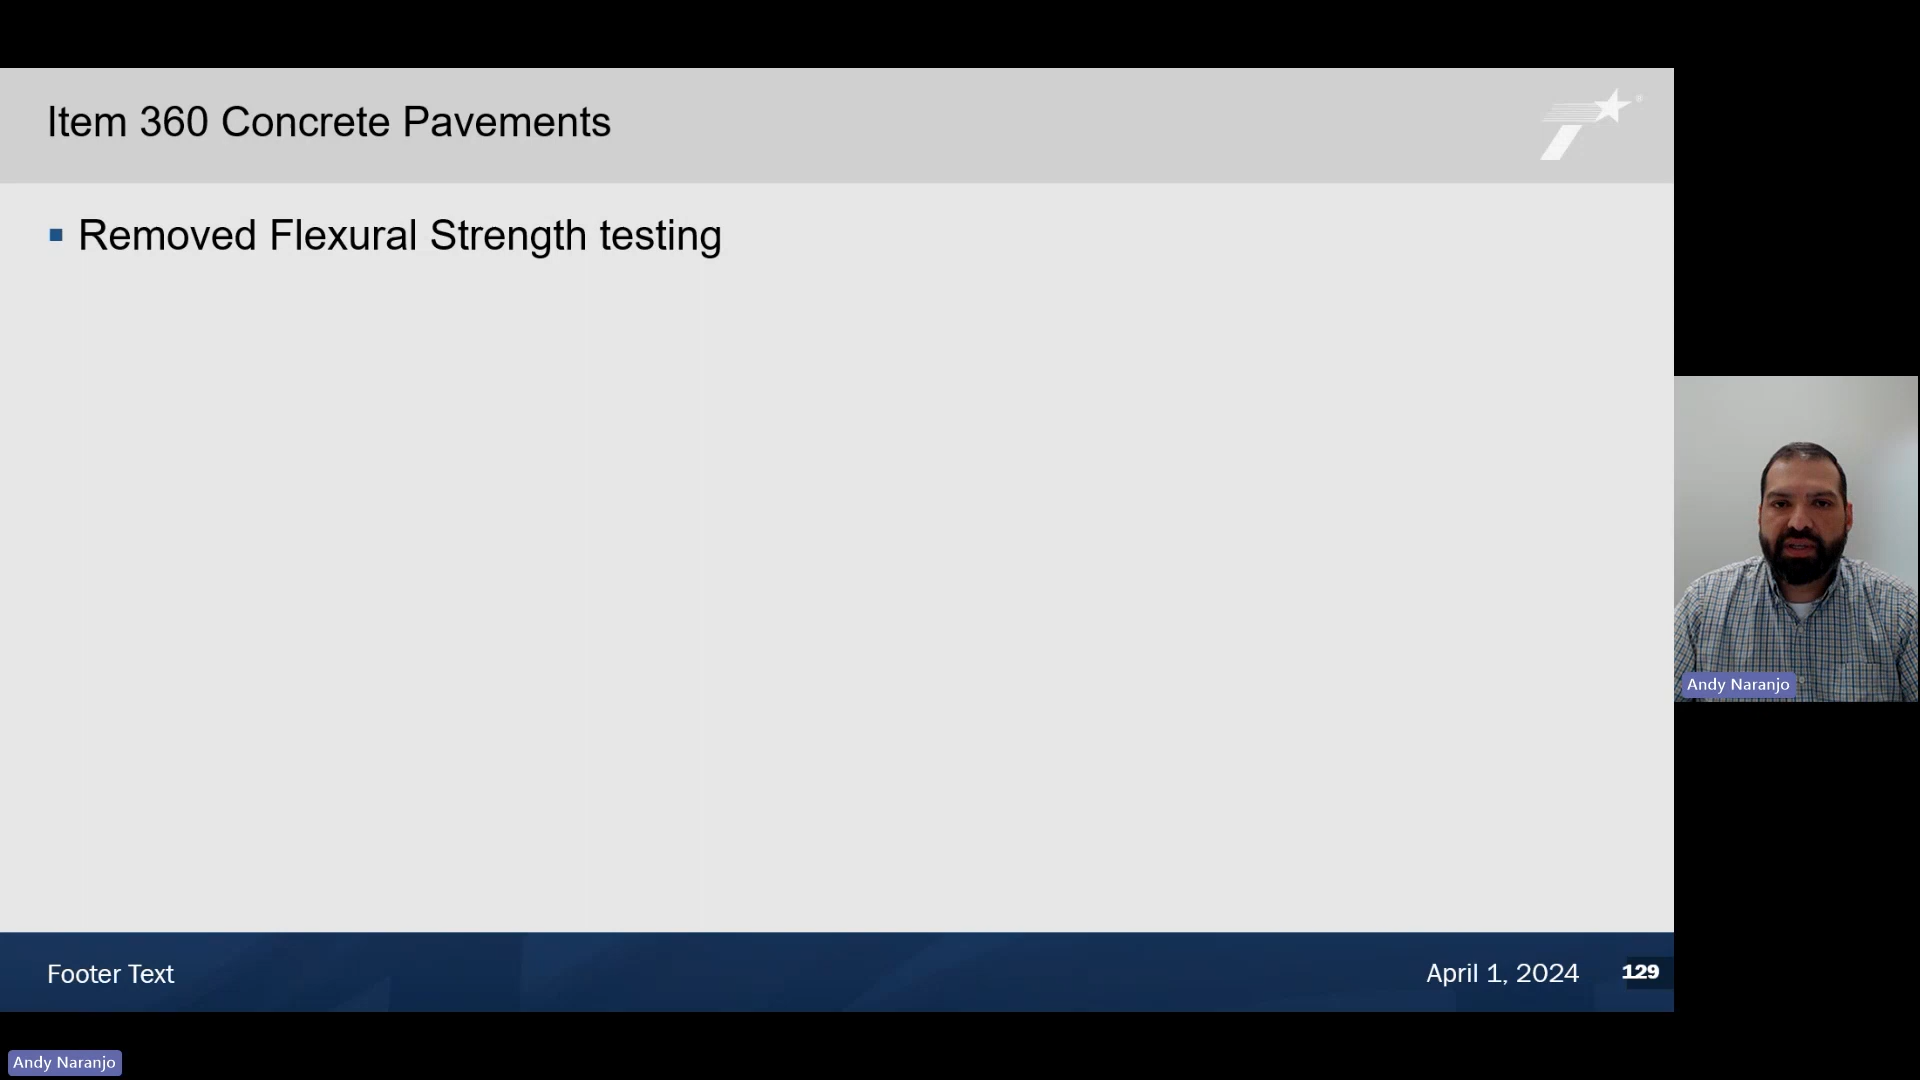 Item 360 Concrete Pavements
Removed Flexural Strength testing
Footer Text
April 1, 2024
129
Andy Naranjo
Andy Naranjo